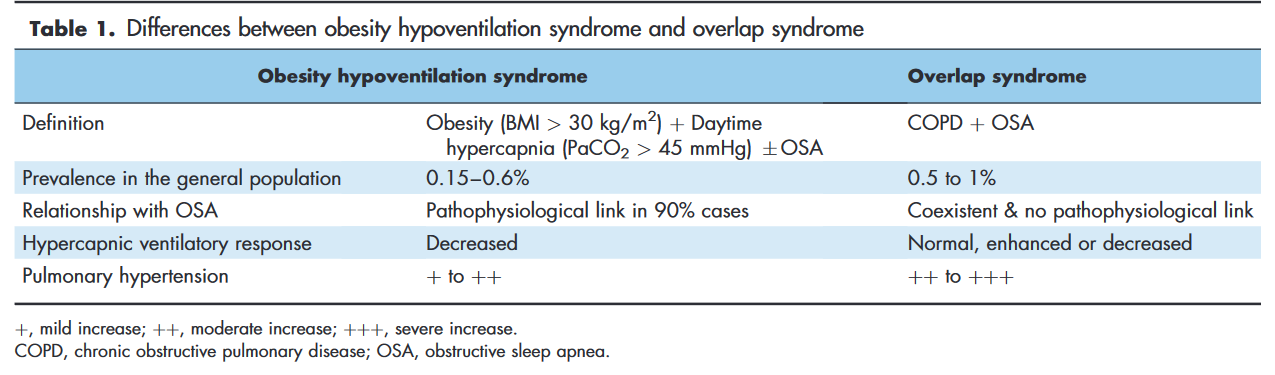 Table 1. Differences between obesity hypoventilation syndrome and overlap syndrome
Obesity hypoventilation syndrome Overlap syndrome
Definition Obesity (BMI > 30 kg/m²) + Daytime COPD + OSA
hypercapnia (PaCO₂ > 45 mmHg) ±OSA
Prevalence in the general population 0.15–0.6% 0.5 to 1%
Relationship with OSA Pathophysiological link in 90% cases Coexistent & no pathophysiological link
Hypercapnic ventilatory response Decreased Normal, enhanced or decreased
Pulmonary hypertension + to ++ ++ to +++
+, mild increase; ++, moderate increase; +++, severe increase.
COPD, chronic obstructive pulmonary disease; OSA, obstructive sleep apnea.